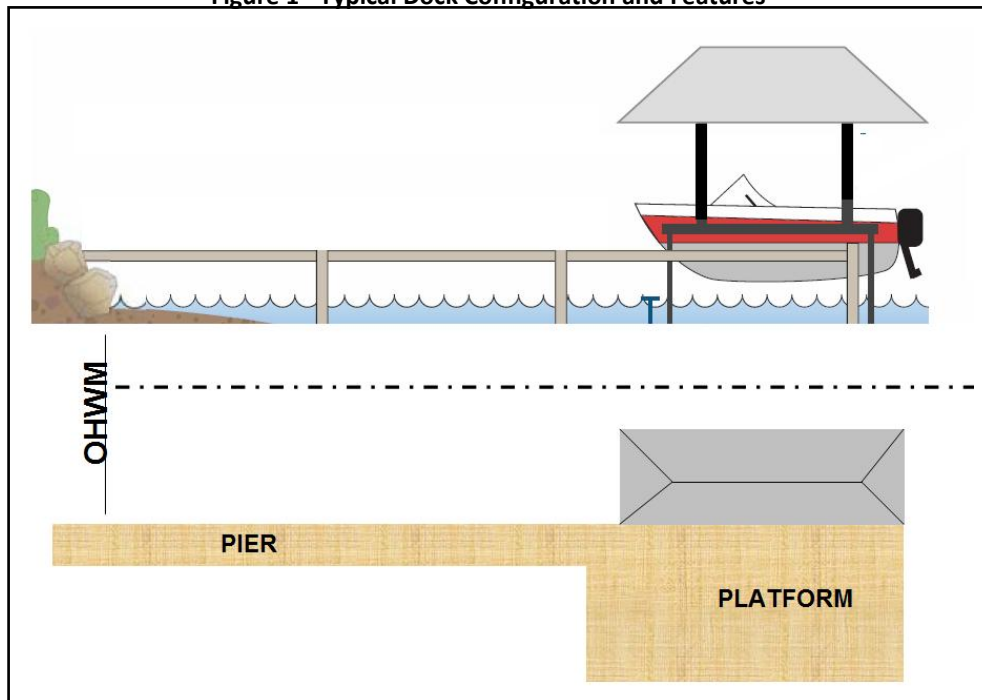 Figure 1 - Typical Dock Configuration and Features
OHWM
PIER
PLATFORM